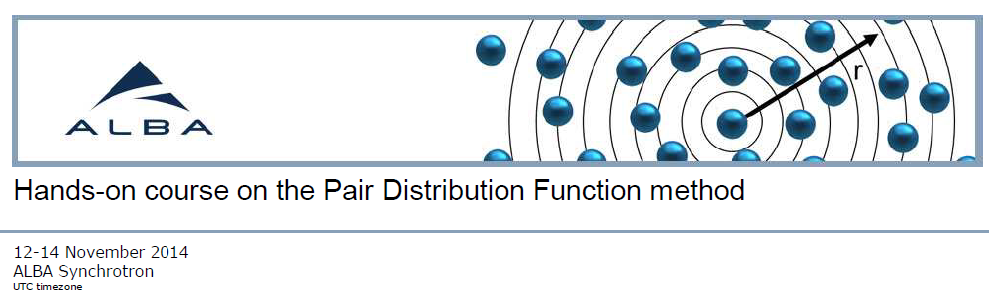 ALBA
r
Hands-on course on the Pair Distribution Function method
12-14 November 2014
ALBA Synchrotron
UTC timezone